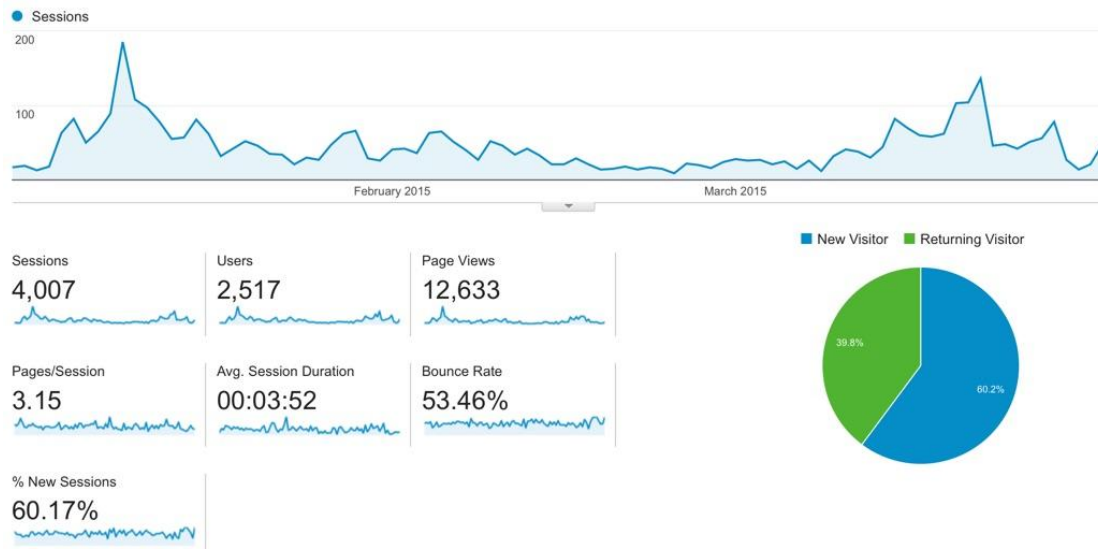 Sessions
200
100
February 2015
March 2015
New Visitor
Returning Visitor
Sessions
Users
Page Views
4,007
2,517
12,633
Pages/Session
Avg. Session Duration
Bounce Rate
3.15
00:03:52
53.46%
% New Sessions
60.17%
39.8%
60.2%